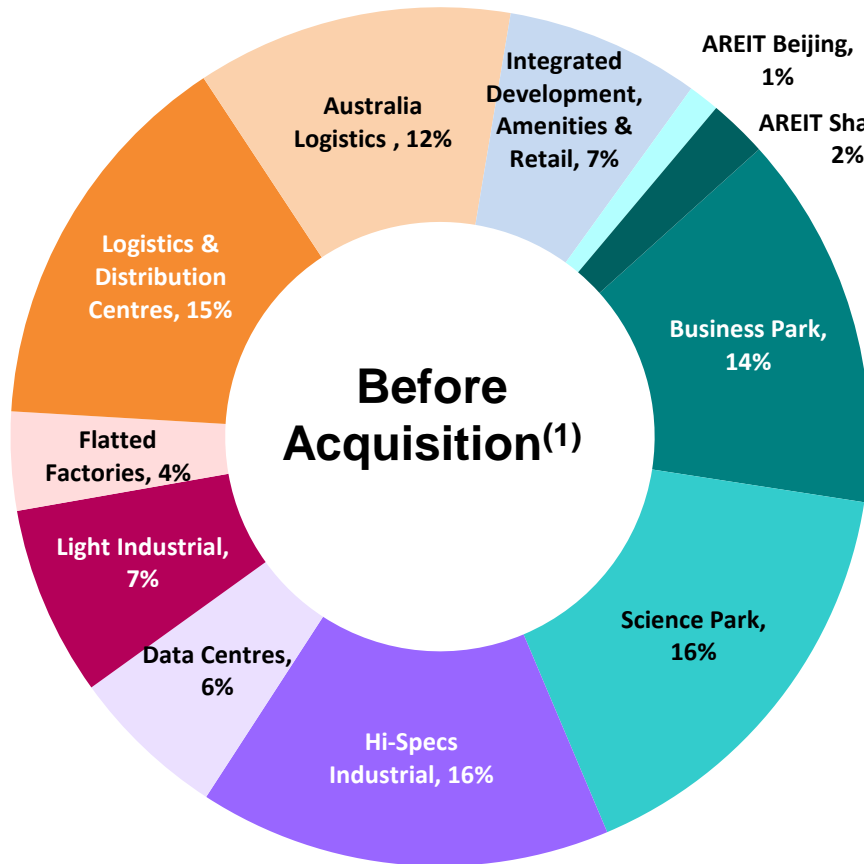 AREIT Beijing,
1%
AREIT Sha
2%
Integrated
Development,
Amenities &
Retail, 7%
Australia
Logistics , 12%
Logistics &
Distribution
Centres, 15%
Business Park,
14%
Before
Acquisition(1)
Flatted
Factories, 4%
Light Industrial,
7%
Science Park,
16%
Data Centres,
6%
Hi-Specs
Industrial, 16%